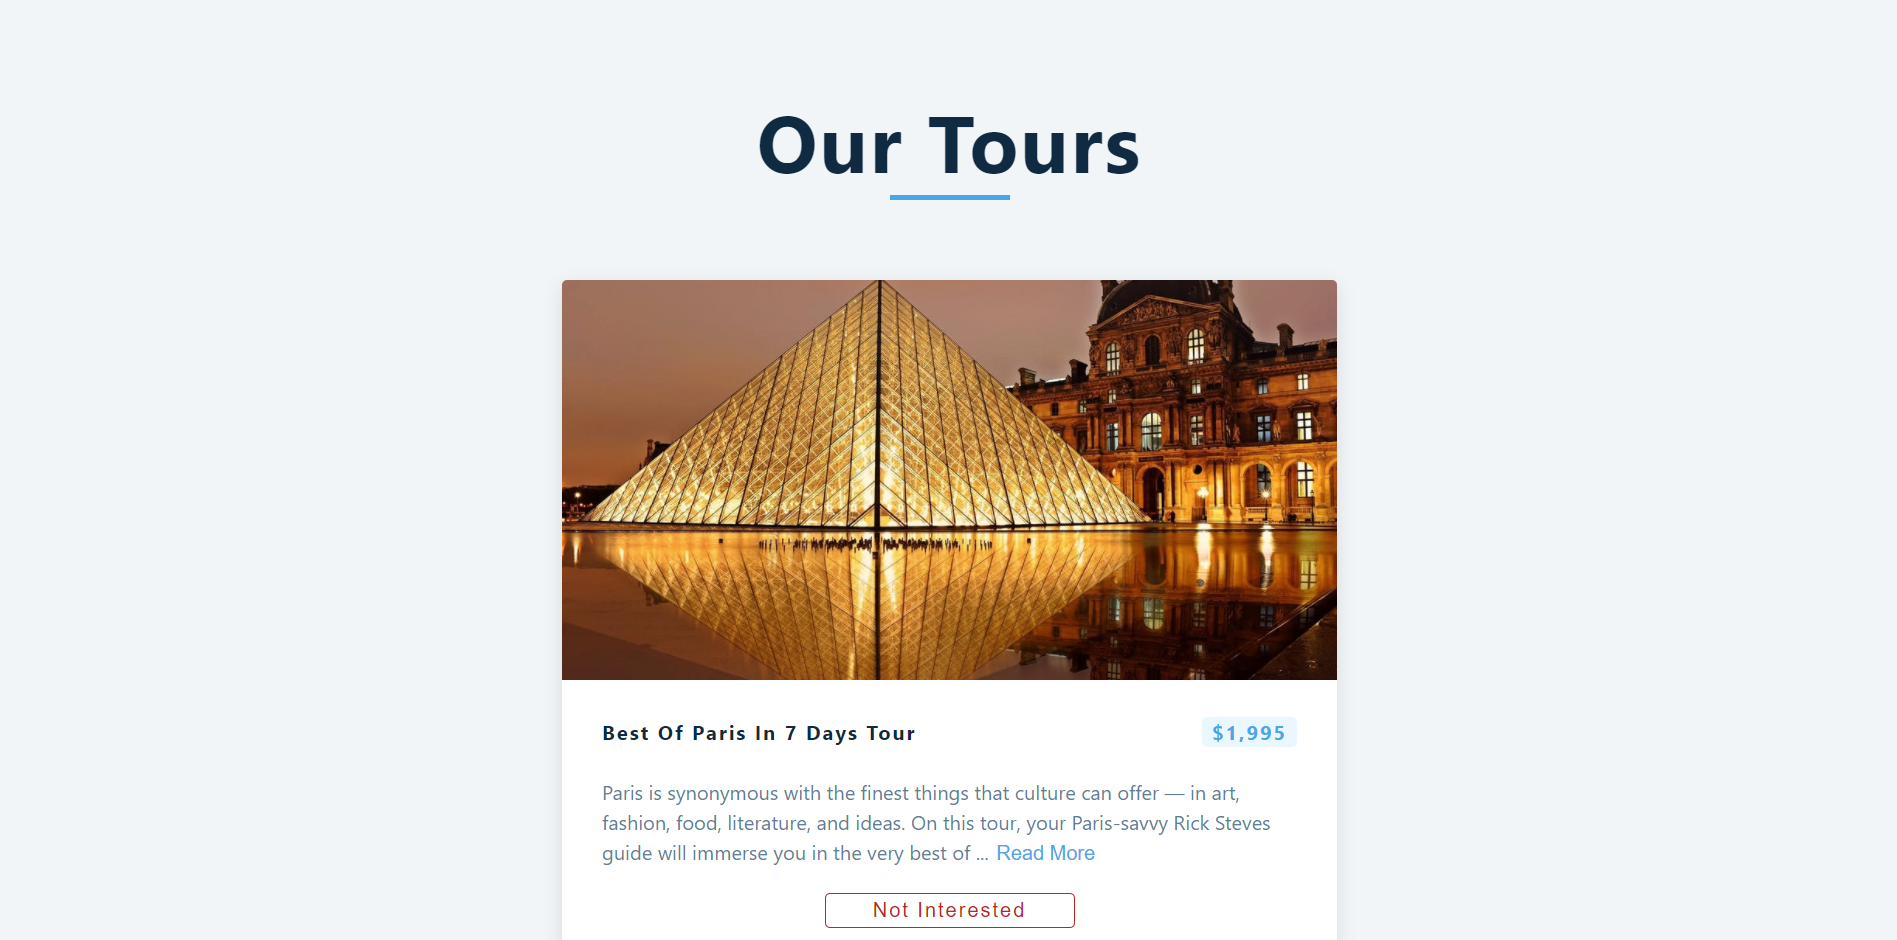 Our Tours
Best Of Paris In 7 Days Tour
$1,995
Paris is synonymous with the finest things that culture can offer — in art,
fashion, food, literature, and ideas. On this tour, your Paris-savvy Rick Steves
guide will immerse you in the very best of ... Read More
Not Interested